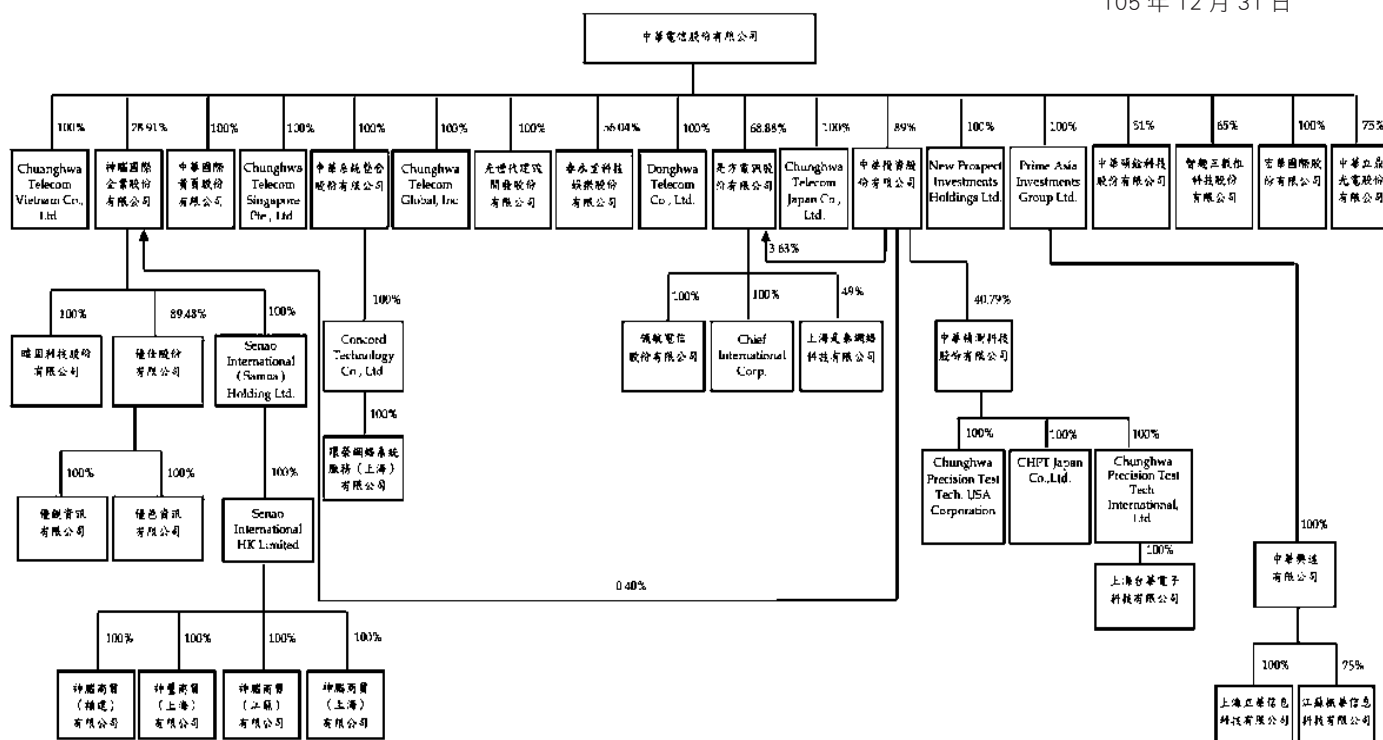 105 年 12 月 31 日
中華電信股份有限公司
100%
28.91%
100%
100%
100%
100%
100%
56.04%
100%
68.88%
100%
89%
100%
100%
51%
65%
100%
75%
Chuanghwa
Telecom
Vietnam Co.,
Ltd
神腦國際
企業股份
有限公司
中華國際
黃頁股份
有限公司
Chunghwa
Telecom
Singapore
Pte., Ltd
中華系統整合
股份有限公司
Chunghwa
Telecom
Global, Inc
光世代建設
開發股份
有限公司
春水堂科技
娛樂股份
有限公司
Donghwa
Telecom
Co., Ltd.
是方電訊股
份有限公司
Chunghwa
Telecom
Japan Co.,
Ltd.
中華投資股
份有限公司
New Prospect
Investments
Holdings Ltd.
Prime Asia
Investments
Group Ltd.
中華碩銓科技
股份有限公司
智趣王數位
科技股份
有限公司
宏華國際股
份有限公司
中華立鼎
光電股份
有限公司
3.63%
100%
89.48%
100%
100%
100%
100%
49%
40.79%
曄國科技股份
有限公司
優仕股份
有限公司
Senao
International
(Samoa)
Holding Ltd.
Concord
Technology
Co., Ltd
領航電信
股份有限公司
Chief
International
Corp.
上海是泰網絡
科技有限公司
中華精測科技
股份有限公司
100%
100%
100%
100%
100%
100%
100%
環榮網絡系統
服務（上海）
有限公司
Chunghwa
Precision Test
Tech. USA
Corporation
CHPT Japan
Co.,Ltd.
Chunghwa
Precision Test
Tech
International,
Ltd
優銳資訊
有限公司
優邑資訊
有限公司
Senao
International
HK Limited
100%
100%
中華興達
有限公司
上海台華電子
科技有限公司
0.40%
100%
100%
100%
100%
100%
75%
神腦商貿
（福建）
有限公司
神璽商貿
（上海）
有限公司
神腦商貿
（江蘇）
有限公司
神腦商貿
（上海）
有限公司
上海立華信息
科技有限公司
江蘇振華信息
科技有限公司